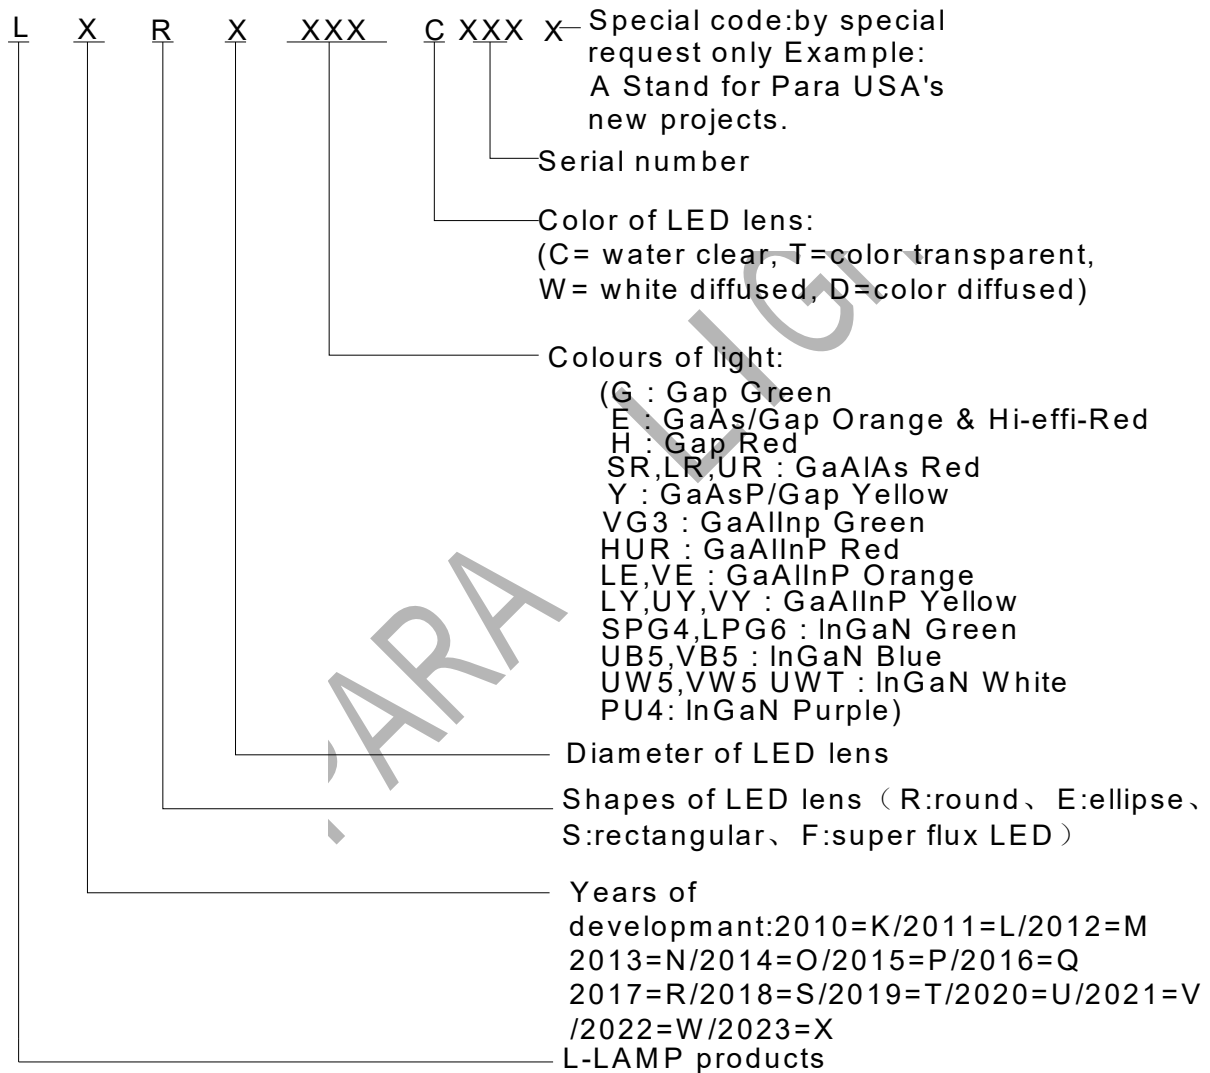 L X R X XXX C XXX X
Special code:by special
request only Example:
A Stand for Para USA's
new projects.
Serial number
Color of LED lens:
(C= water clear, T=color transparent,
W= white diffused, D=color diffused)
Colours of light:
(G : Gap Green
E : GaAs/Gap Orange & Hi-effi-Red
H : Gap Red
SR,LR,UR : GaAlAs Red
Y : GaAsP/Gap Yellow
VG3 : GaAlInp Green
HUR : GaAlInP Red
LE,VE : GaAlInP Orange
LY,UY,VY : GaAlInP Yellow
SPG4,LPG6 : InGaN Green
UB5,VB5 : InGaN Blue
UW5,VW5 UWT : InGaN White
PU4: InGaN Purple)
Diameter of LED lens
Shapes of LED lens（R:round、E:ellipse、
S:rectangular、F:super flux LED）
Years of
developmant:2010=K/2011=L/2012=M
2013=N/2014=O/2015=P/2016=Q
2017=R/2018=S/2019=T/2020=U/2021=V
/2022=W/2023=X
L-LAMP products
PARA LIG